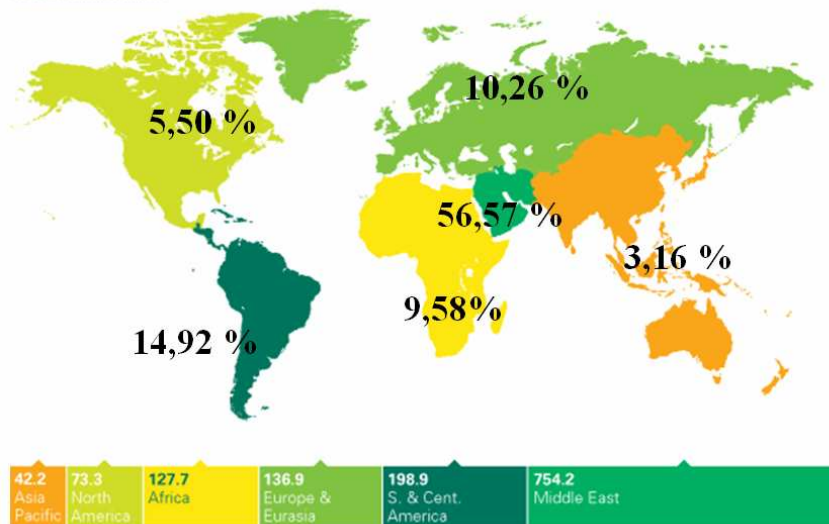 10,26 %
5,50 %
56,57 %
3,16 %
9,58%
14,92 %
42.2
Asia
Pacific
73.3
North
America
127.7
Africa
136.9
Europe &
Eurasia
198.9
S. & Cent.
America
754.2
Middle East